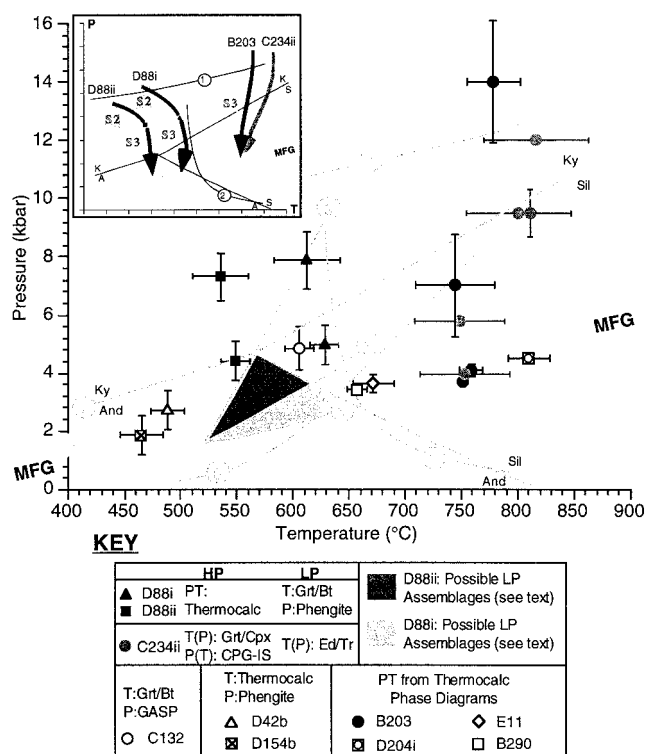 P
B203 C234ii
D88i
D88ii
1
S2
S2
S3
S3
S3
K
S
MFG
K
A
2
A
S
T
16
14
12
10
8
6
4
2
0
Pressure (kbar)
Ky
Sil
MFG
Ky
And
MFG
Sil
And
400 450 500 550 600 650 700 750 800 850 900
Temperature (°C)
KEY
HP LP
D88i PT: T:Grt/Bt
D88ii Thermocalc P:Phengite
C234ii T(P): Grt/Cpx T(P): Ed/Tr
P(T): CPG-IS
D88ii: Possible LP
Assemblages (see text)
D88i: Possible LP
Assemblages (see text)
T:Grt/Bt
P:GASP
C132
T:Thermocalc
P:Phengite
D42b
D154b
PT from Thermocalc
Phase Diagrams
B203 E11
D204i B290